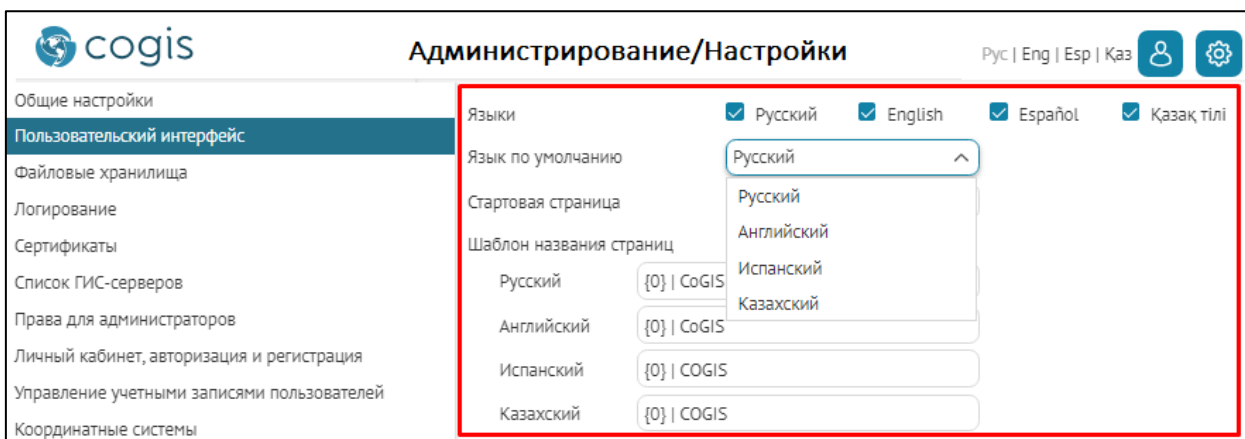 cogis
Администрирование/Настройки
Рус | Eng | Esp | Қаз
Общие настройки
Пользовательский интерфейс
Файловые хранилища
Логирование
Сертификаты
Список ГИС-серверов
Права для администраторов
Личный кабинет, авторизация и регистрация
Управление учетными записями пользователей
Координатные системы
Языки Русский English Español Қазақ тілі
Язык по умолчанию Русский
Русский
Английский
Испанский
Казахский
Стартовая страница
Шаблон названия страниц
Русский {0} | CoGIS
Английский {0} | CoGIS
Испанский {0} | COGIS
Казахский {0} | COGIS